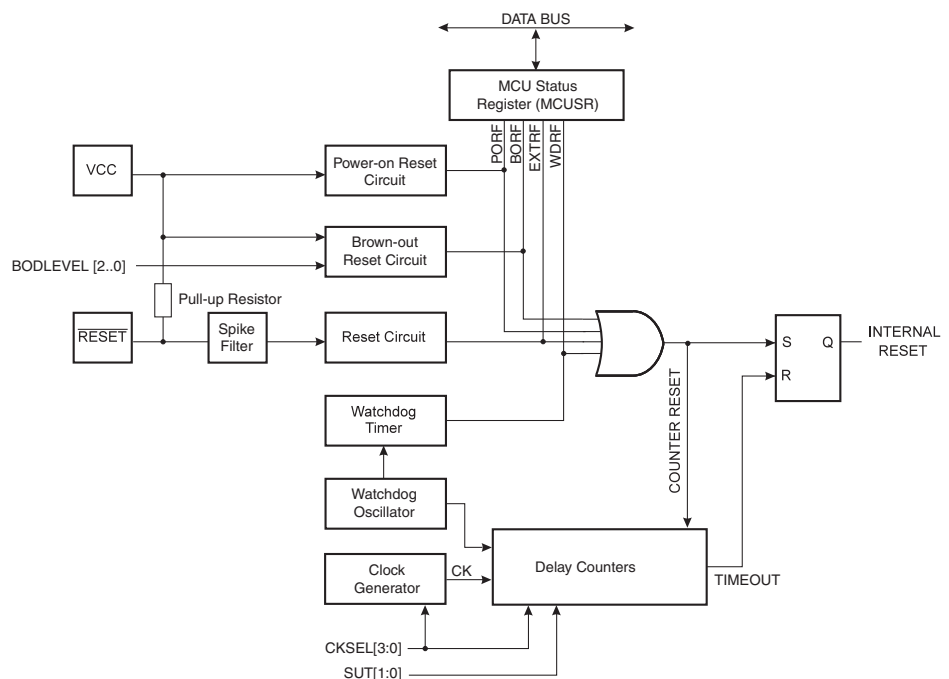 DATA BUS
MCU Status
Register (MCUSR)
PORF
BORF
EXTRF
WDRF
VCC
Power-on Reset
Circuit
Brown-out
Reset Circuit
BODLEVEL [2..0]
Pull-up Resistor
RESET
Spike
Filter
Reset Circuit
S
Q
R
INTERNAL
RESET
Watchdog
Timer
COUNTER RESET
Watchdog
Oscillator
Clock
Generator
CK
Delay Counters
TIMEOUT
CKSEL[3:0]
SUT[1:0]